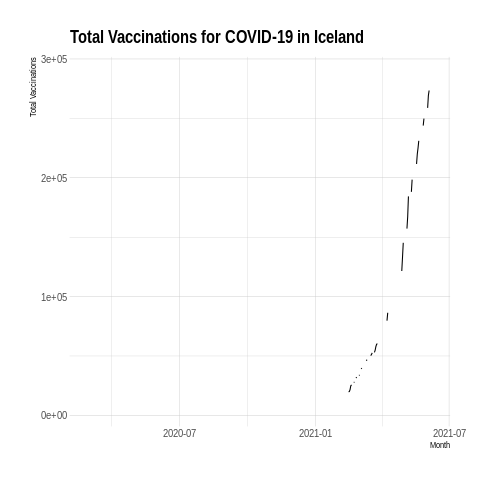 Total Vaccinations for COVID-19 in Iceland
Total Vaccinations
3e+05
2e+05
1e+05
0e+00
2020-07
2021-01
2021-07
Month